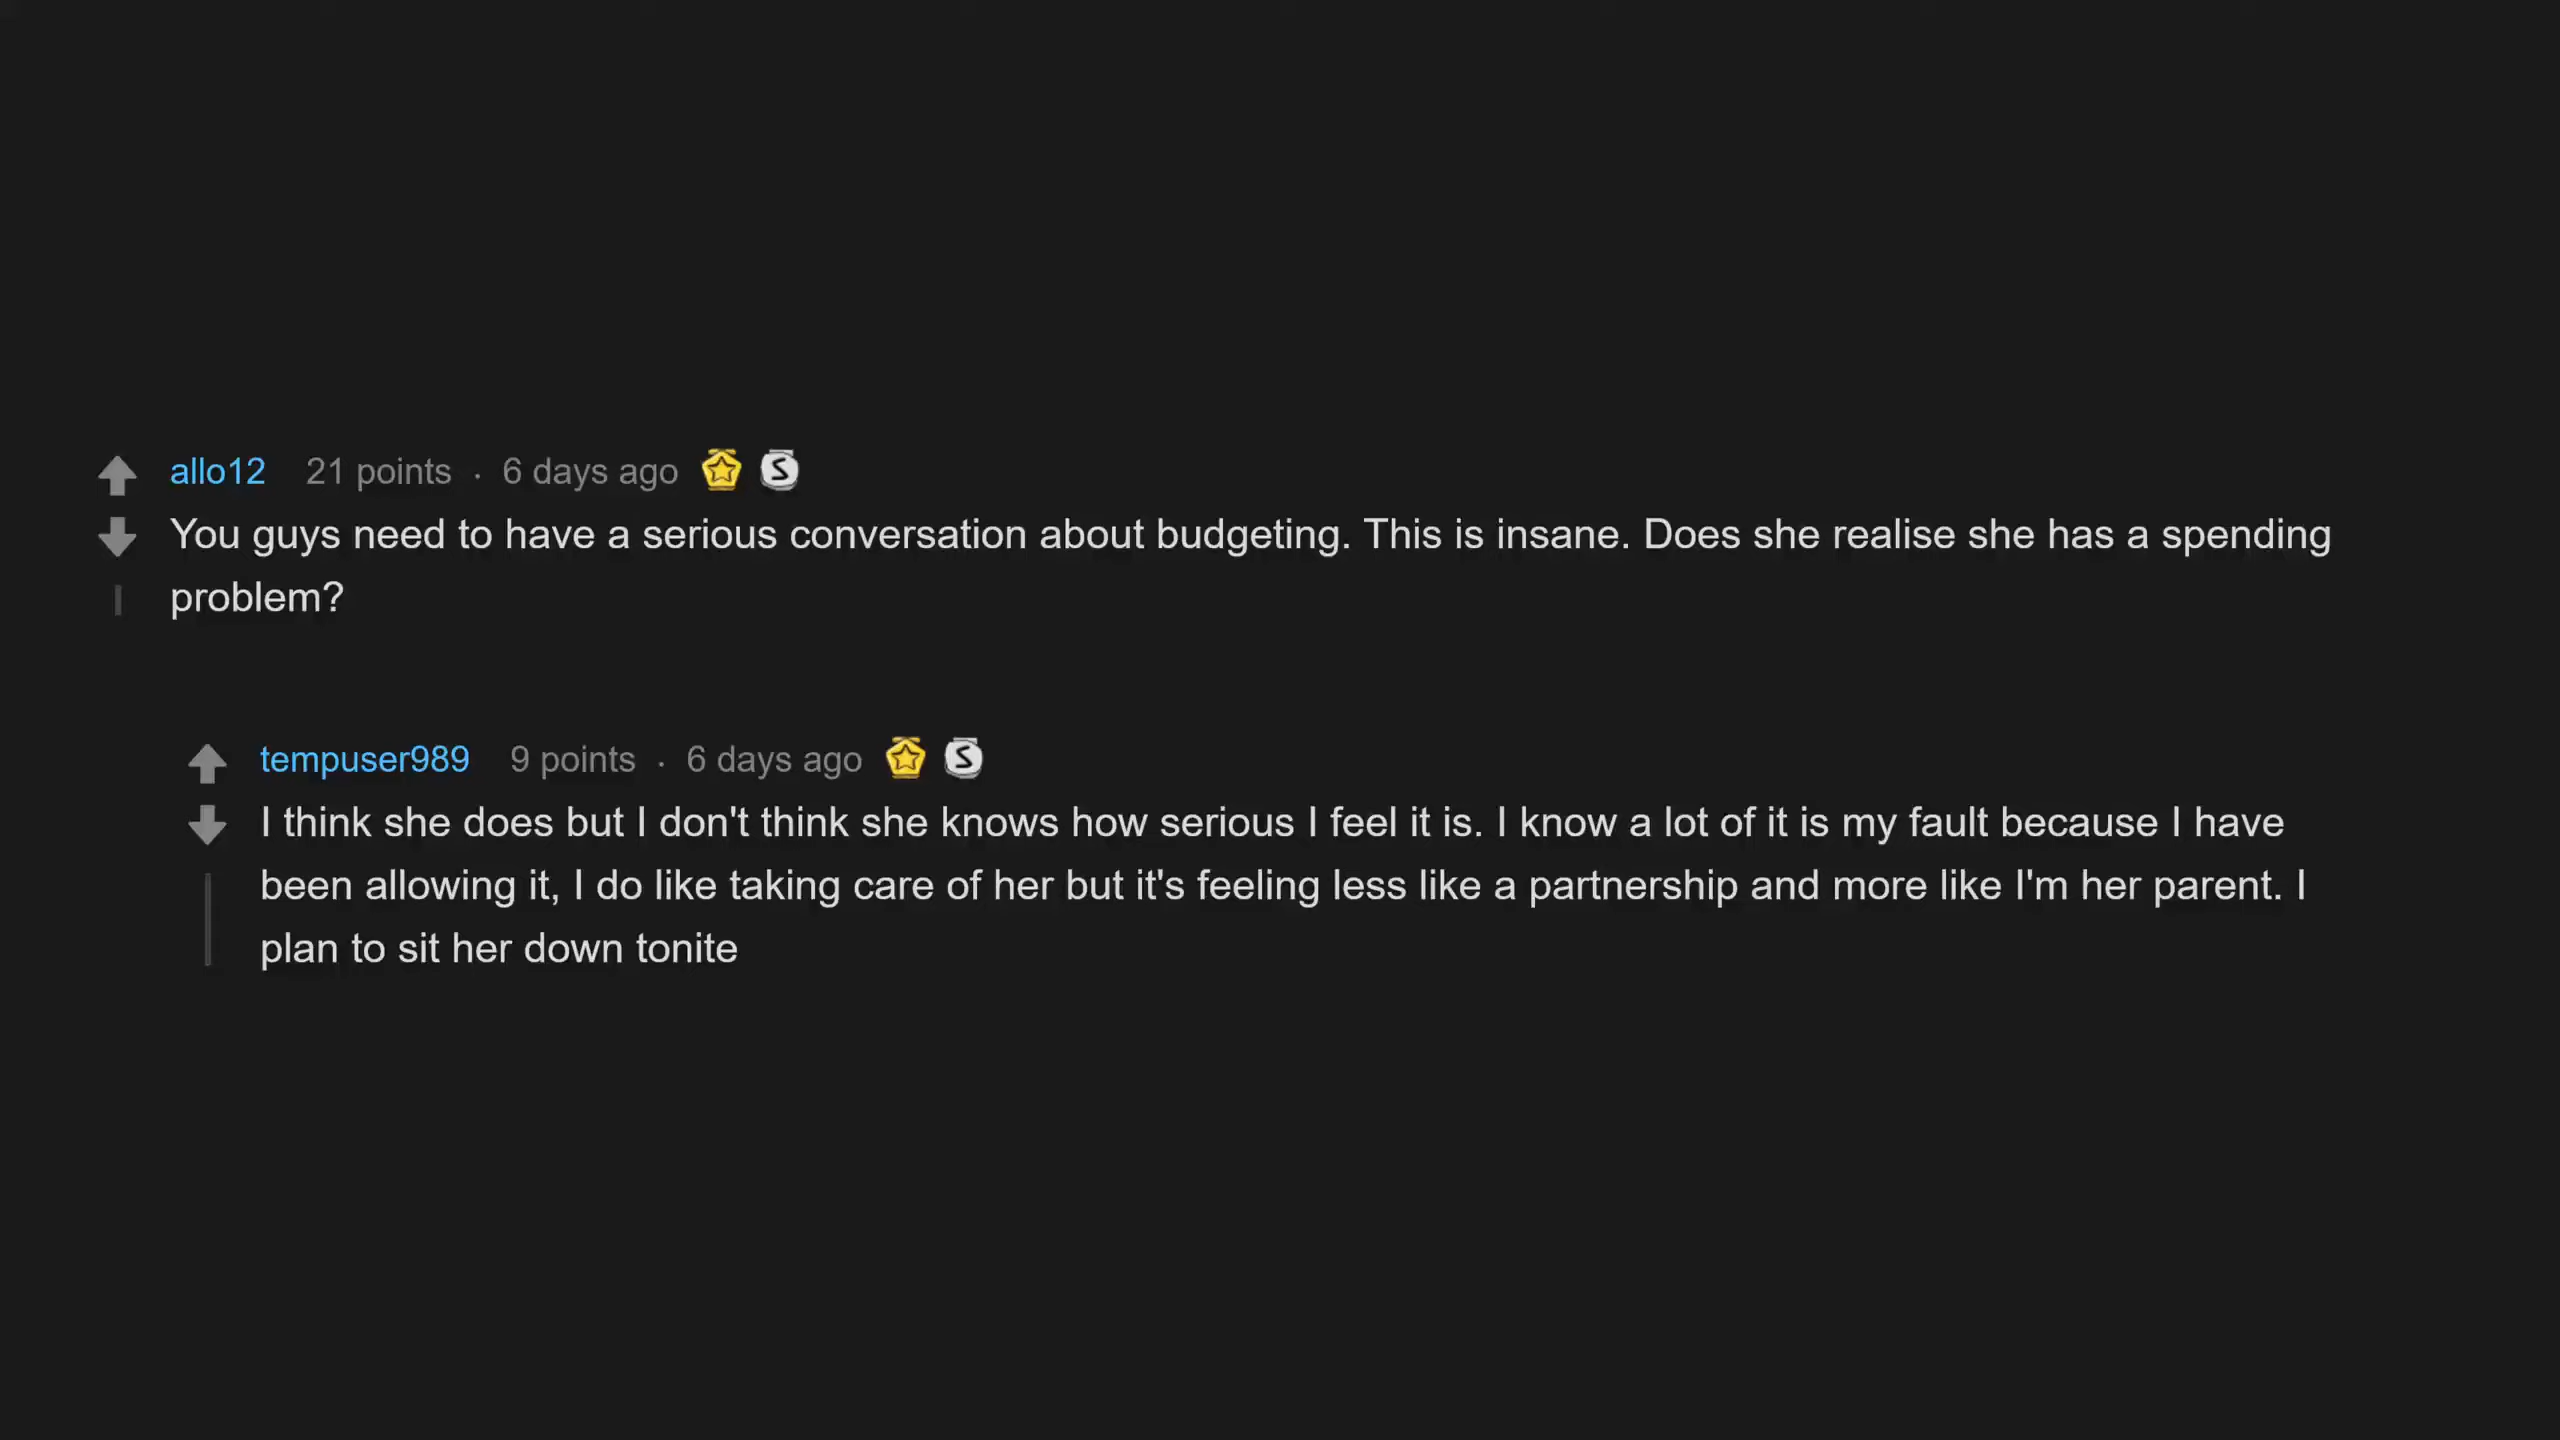 allo12 21 points · 6 days ago S
You guys need to have a serious conversation about budgeting. This is insane. Does she realise she has a spending
problem?
tempuser989 9 points · 6 days ago S
I think she does but I don't think she knows how serious I feel it is. I know a lot of it is my fault because I have
been allowing it, I do like taking care of her but it's feeling less like a partnership and more like I'm her parent. I
plan to sit her down tonite